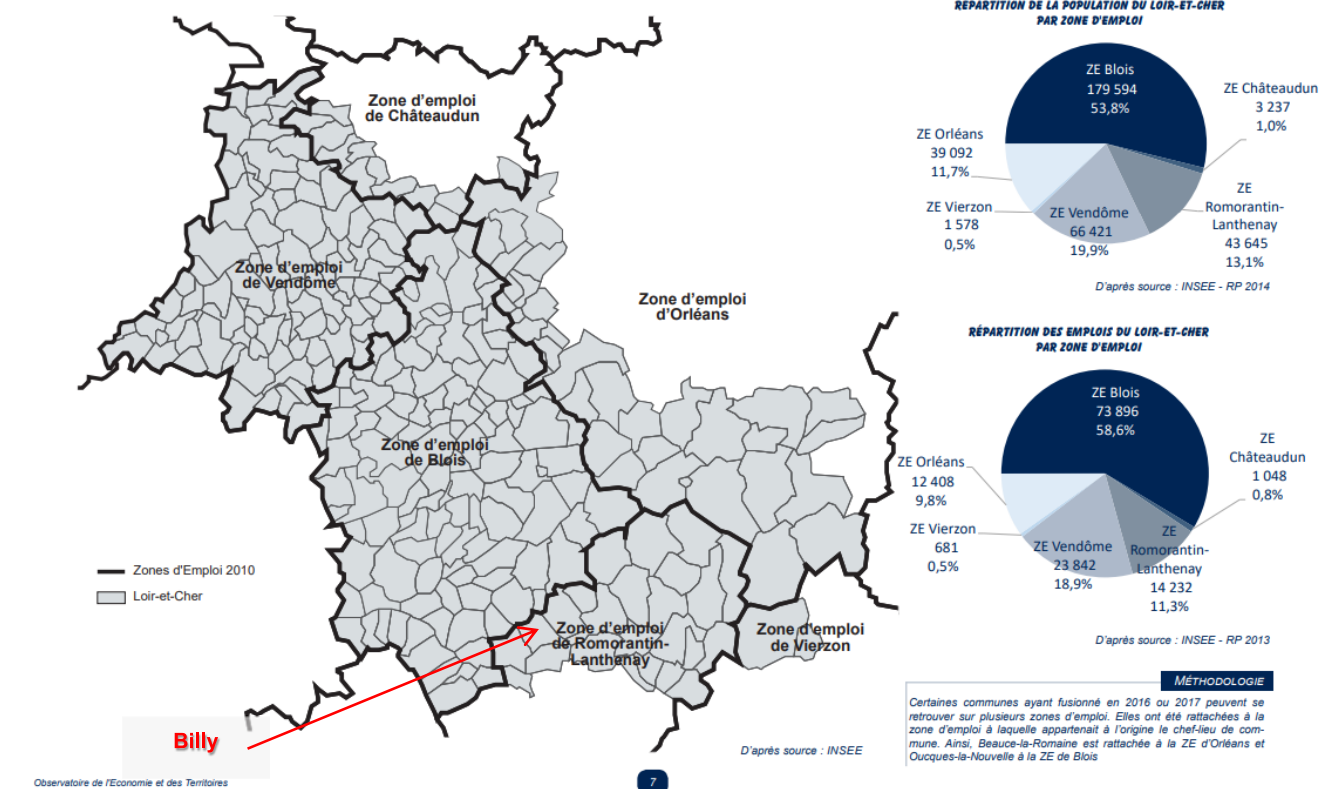 RÉPARTITION DE LA POPULATION DU LOIR-ET-CHER
PAR ZONE D'EMPLOI
ZE Blois
179 594
53,8%
ZE Châteaudun
3 237
1,0%
ZE Orléans
39 092
11,7%
ZE Vierzon
1 578
0,5%
ZE Vendôme
66 421
19,9%
ZE
Romorantin-
Lanthenay
43 645
13,1%
D'après source : INSEE - RP 2014
Zone d'emploi
de Châteaudun
Zone d'emploi
de Vendôme
Zone d'emploi
d'Orléans
Zone d'emploi
de Blois
Zone d'emploi
de Romorantin-
Lanthenay
Zone d'emploi
de Vierzon
Zones d'Emploi 2010
Loir-et-Cher
Billy
D'après source : INSEE
RÉPARTITION DES EMPLOIS DU LOIR-ET-CHER
PAR ZONE D'EMPLOI
ZE Blois
73 896
58,6%
ZE
Châteaudun
1 048
0,8%
ZE Orléans
12 408
9,8%
ZE Vierzon
681
0,5%
ZE Vendôme
23 842
18,9%
ZE
Romorantin-
Lanthenay
14 232
11,3%
D'après source : INSEE - RP 2013
MÉTHODOLOGIE
Certaines communes ayant fusionné en 2016 ou 2017 peuvent se
retrouver sur plusieurs zones d'emploi. Elles ont été rattachées à la
zone d'emploi à laquelle appartenait à l'origine le chef-lieu de com-
mune. Ainsi, Beauce-la-Romaine est rattachée à la ZE d'Orléans et
Oucques-la-Nouvelle à la ZE de Blois
Observatoire de l'Economie et des Territoires
7